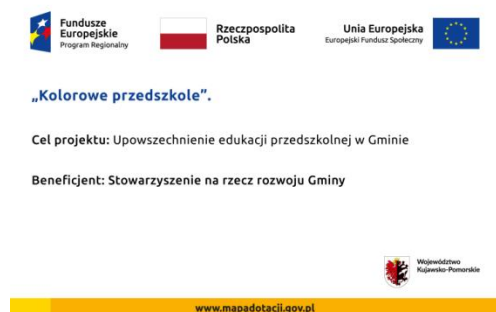 Fundusze
Europejskie
Program Regionalny
Rzeczpospolita
Polska
Unia Europejska
Europejski Fundusz Społeczny
„Kolorowe przedszkole”.
Cel projektu: Upowszechnienie edukacji przedszkolnej w Gminie
Beneficjent: Stowarzyszenie na rzecz rozwoju Gminy
Województwo
Kujawsko-Pomorskie
www.mapadotacji.gov.pl